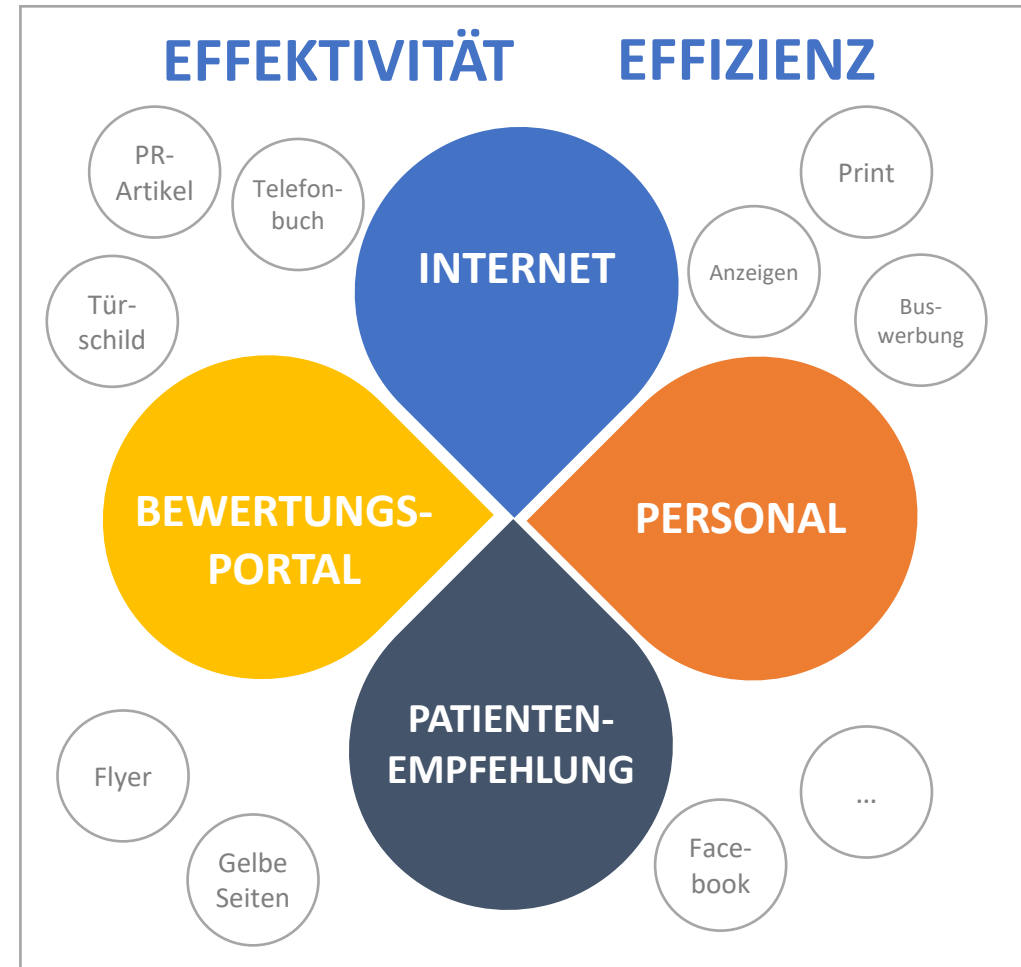 EFFEKTIVITÄT EFFIZIENZ
PR-
Artikel
Telefon-
buch
Tür-
schild
Print
Anzeigen
Bus-
werbung
INTERNET
BEWERTUNGS-
PORTAL
PERSONAL
PATIENTEN-
EMPFEHLUNG
Flyer
Gelbe
Seiten
Face-
book
...